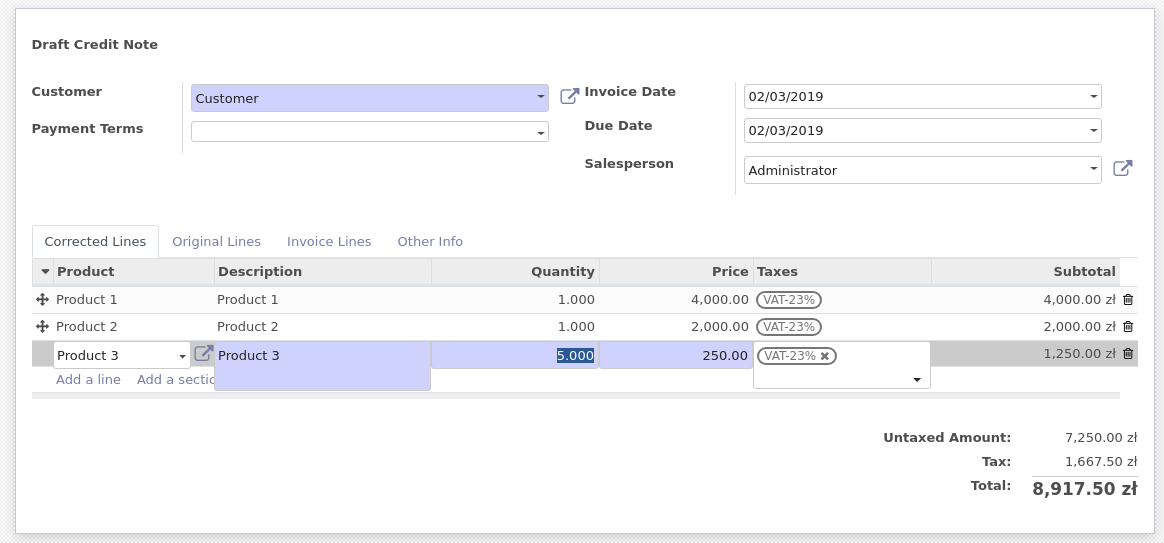 Draft Credit Note
Customer Customer Invoice Date 02/03/2019
Payment Terms Due Date 02/03/2019
Salesperson Administrator
Corrected Lines Original Lines Invoice Lines Other Info
Product Description Quantity Price Taxes Subtotal
Product 1 Product 1 1.000 4,000.00 VAT-23% 4,000.00 zł
Product 2 Product 2 1.000 2,000.00 VAT-23% 2,000.00 zł
Product 3 Product 3 5.000 250.00 VAT-23% 1,250.00 zł
Add a line Add a sectio
Untaxed Amount: 7,250.00 zł
Tax: 1,667.50 zł
Total: 8,917.50 zł